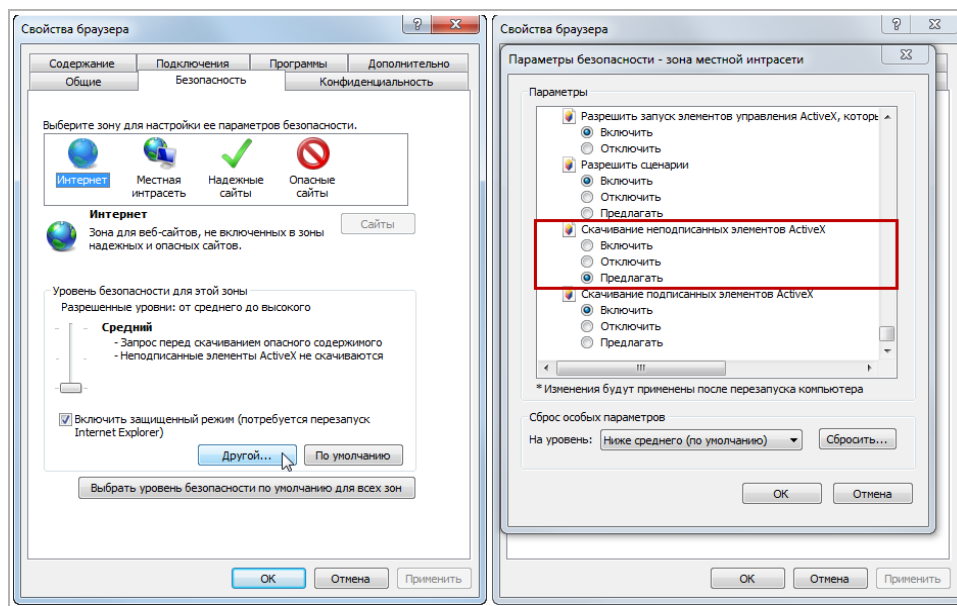 Свойства браузера
Содержание Подключения Программы Дополнительно
Общие Безопасность Конфиденциальность
Выберите зону для настройки ее параметров безопасности.
Интернет
Местная интрасеть
Надежные сайты
Опасные сайты
Интернет
Зона для веб-сайтов, не включенных в зоны
надежных и опасных сайтов.
Сайты
Уровень безопасности для этой зоны
Разрешенные уровни: от среднего до высокого
Средний
- Запрос перед скачиванием опасного содержимого
- Неподписанные элементы ActiveX не скачиваются
Включить защищенный режим (потребуется перезапуск
Internet Explorer)
Другой... По умолчанию
Выбрать уровень безопасности по умолчанию для всех зон
OK Отмена Применить
Свойства браузера
Параметры безопасности - зона местной интрасети
Параметры
Разрешить запуск элементов управления ActiveX, которы
Включить
Отключить
Разрешить сценарии
Включить
Отключить
Предлагать
Скачивание неподписанных элементов ActiveX
Включить
Отключить
Предлагать
Скачивание подписанных элементов ActiveX
Включить
Отключить
Предлагать
* Изменения будут применены после перезапуска компьютера
Сброс особых параметров
На уровень: Ниже среднего (по умолчанию) Сбросить...
OK Отмена
OK Отмена Применить